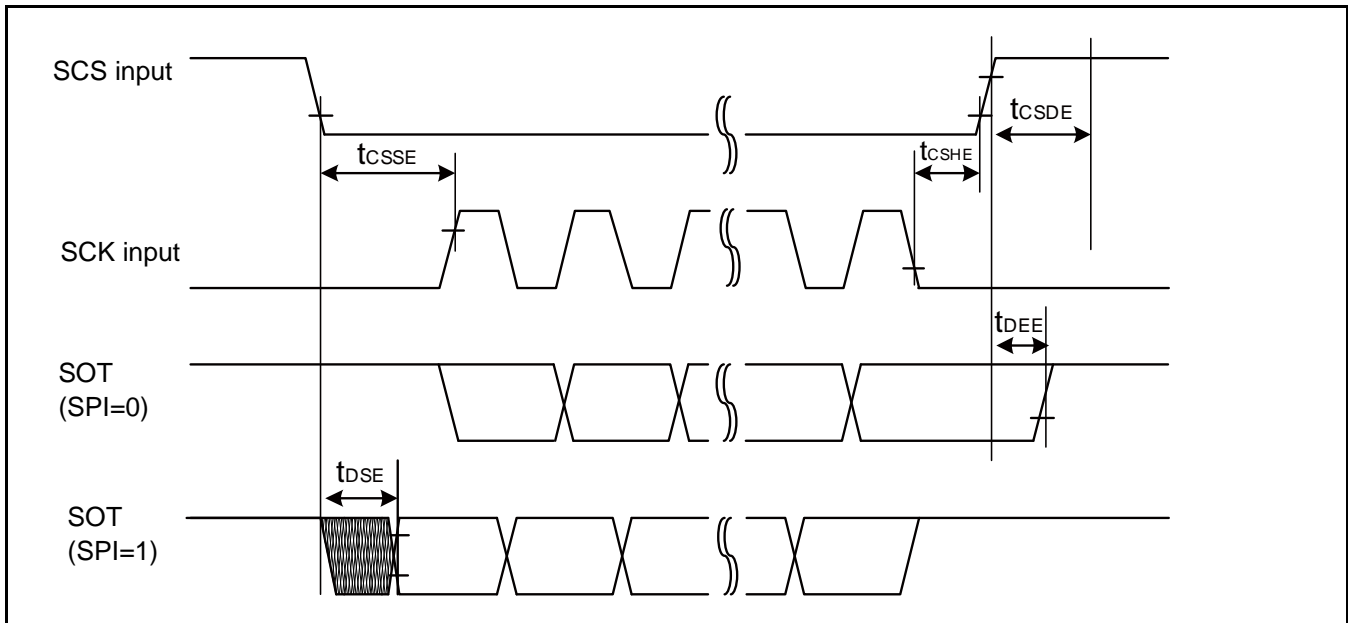 SCS input
tCSDE
tCSSE
tCSHE
SCK input
tDEE
SOT
(SPI=0)
tDSE
SOT
(SPI=1)